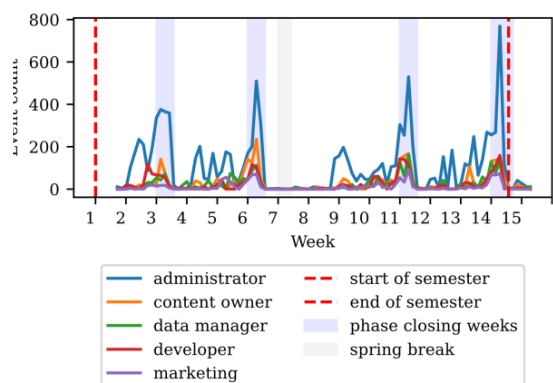 800
600
400
200
0
Event count
1 2 3 4 5 6 7 8 9 10 11 12 13 14 15
Week
administrator
content owner
data manager
developer
marketing
start of semester
end of semester
phase closing weeks
spring break